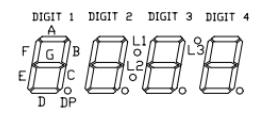 DIGIT 1 DIGIT 2 DIGIT 3 DIGIT 4
A
F G B L1 L3
E C L2
D DP